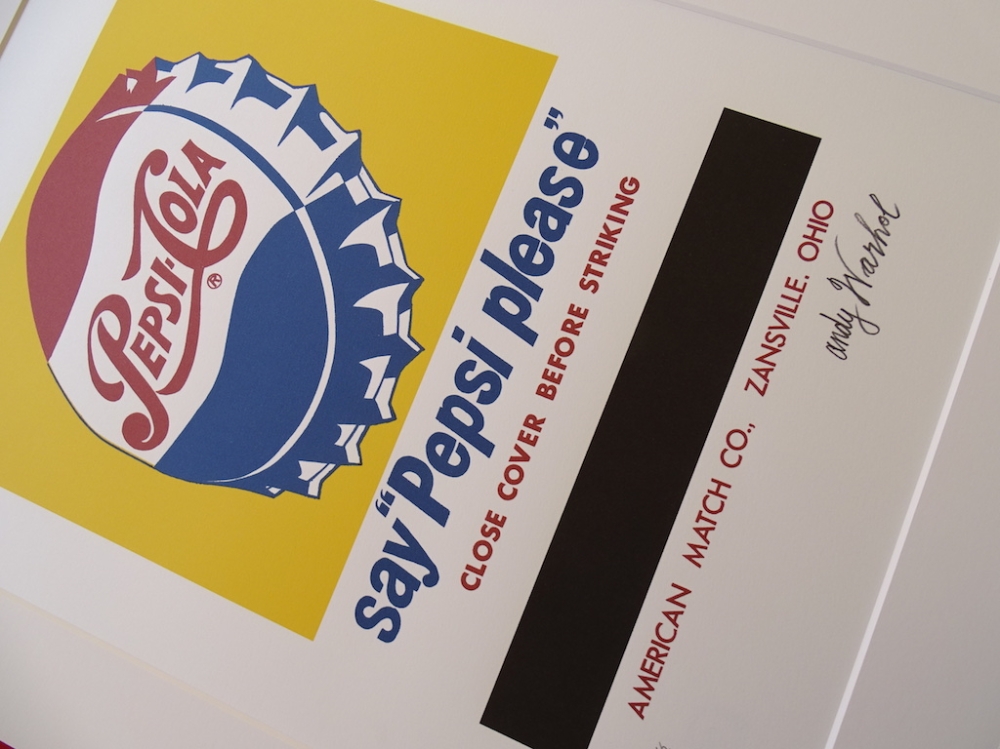 PEPSI-COLA ®
say "Pepsi please"
CLOSE COVER BEFORE STRIKING
AMERICAN MATCH CO., ZANSVILLE. OHIO
andy Warhol